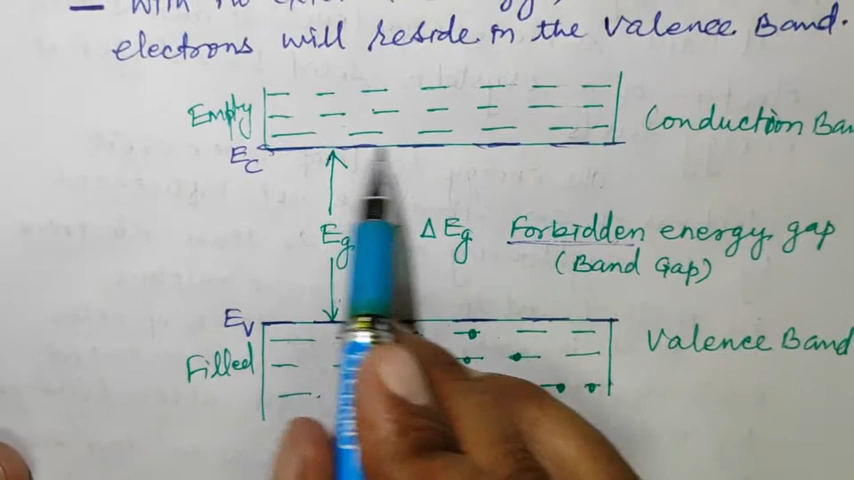 electrons will reside in the Valence Band.
Empty
Conduction Ban
EC
Eg ΔEg Forbidden energy gap
(Band Gap)
EV
Filled
Valence Band